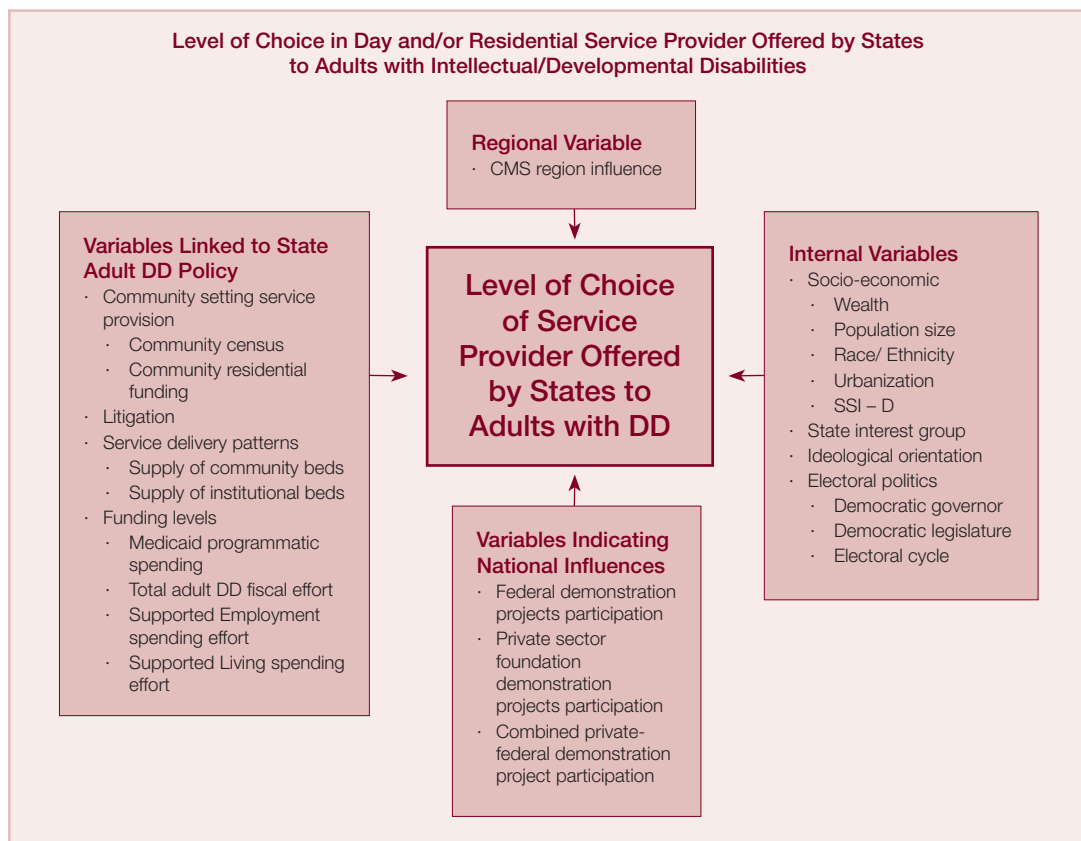 Level of Choice in Day and/or Residential Service Provider Offered by States
to Adults with Intellectual/Developmental Disabilities
Regional Variable
· CMS region influence
Variables Linked to State
Adult DD Policy
· Community setting service
provision
· Community census
· Community residential
funding
· Litigation
· Service delivery patterns
· Supply of community beds
· Supply of institutional beds
· Funding levels
· Medicaid programmatic
spending
· Total adult DD fiscal effort
· Supported Employment
spending effort
· Supported Living spending
effort
Level of Choice
of Service
Provider Offered
by States to
Adults with DD
Internal Variables
· Socio-economic
· Wealth
· Population size
· Race/ Ethnicity
· Urbanization
· SSI – D
· State interest group
· Ideological orientation
· Electoral politics
· Democratic governor
· Democratic legislature
· Electoral cycle
Variables Indicating
National Influences
· Federal demonstration
projects participation
· Private sector
foundation
demonstration
projects participation
· Combined private-
federal demonstration
project participation